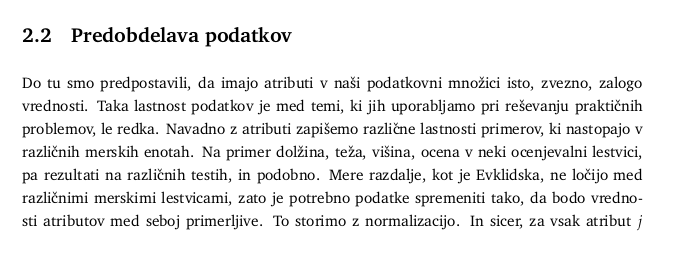 2.2 Predobdelava podatkov
Do tu smo predpostavili, da imajo atributi v naši podatkovni množici isto, zvezno, zalogo
vrednosti. Taka lastnost podatkov je med temi, ki jih uporabljamo pri reševanju praktičnih
problemov, le redka. Navadno z atributi zapišemo različne lastnosti primerov, ki nastopajo v
različnih merskih enotah. Na primer dolžina, teža, višina, ocena v neki ocenjevalni lestvici,
pa rezultati na različnih testih, in podobno. Mere razdalje, kot je Evklidska, ne ločijo med
različnimi merskimi lestvicami, zato je potrebno podatke spremeniti tako, da bodo vredno-
sti atributov med seboj primerljive. To storimo z normalizacijo. In sicer, za vsak atribut j